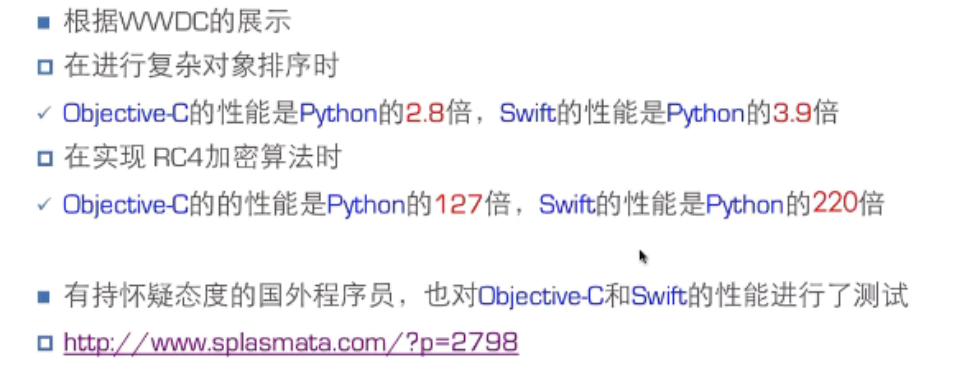 根据WWDC的展示
在进行复杂对象排序时
Objective-C的性能是Python的2.8倍，Swift的性能是Python的3.9倍
在实现 RC4加密算法时
Objective-C的的性能是Python的127倍，Swift的性能是Python的220倍
有持怀疑态度的国外程序员，也对Objective-C和Swift的性能进行了测试
http://www.splasmata.com/?p=2798